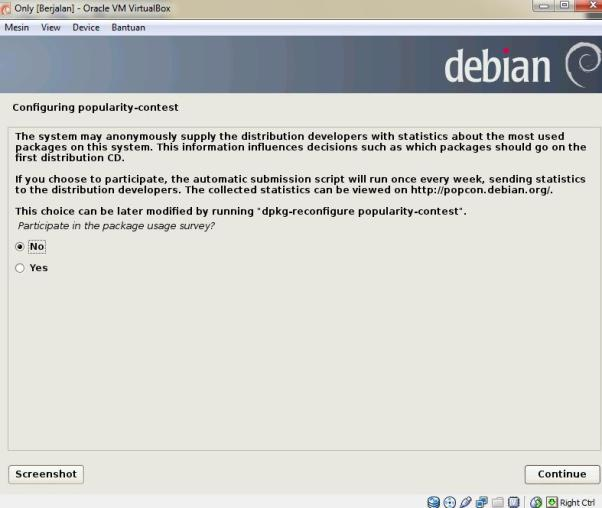 Only [Berjalan] - Oracle VM VirtualBox
Mesin View Device Bantuan
debian
Configuring popularity-contest
The system may anonymously supply the distribution developers with statistics about the most used
packages on this system. This information influences decisions such as which packages should go on the
first distribution CD.
If you choose to participate, the automatic submission script will run once every week, sending statistics
to the distribution developers. The collected statistics can be viewed on http://popcon.debian.org/.
This choice can be later modified by running "dpkg-reconfigure popularity-contest".
Participate in the package usage survey?
No
Yes
Screenshot
Continue
Right Ctrl